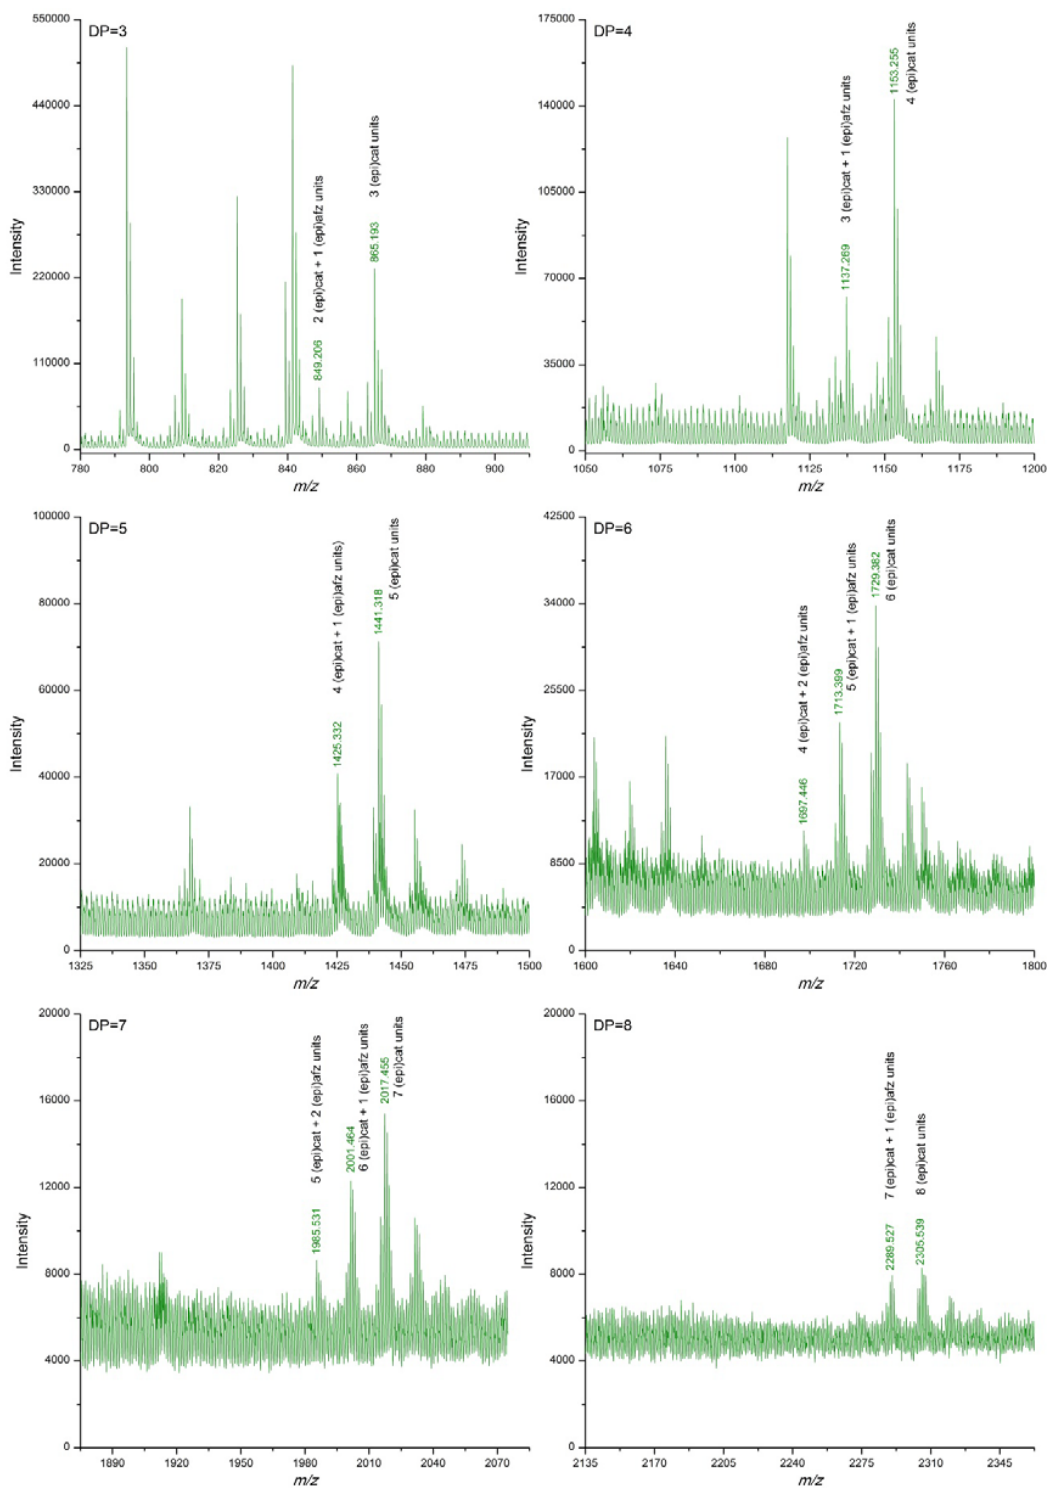 DP=3
550000
440000
330000
220000
110000
0
Intensity
2 (epi)cat + 1 (epi)afz units
849.206
3 (epi)cat units
865.193
780
800
820
840
860
880
900
m/z
DP=4
175000
140000
105000
70000
35000
0
Intensity
3 (epi)cat + 1 (epi)afz units
1137.269
4 (epi)cat units
1153.255
1050
1075
1100
1125
1150
1175
1200
m/z
DP=5
100000
80000
60000
40000
20000
0
Intensity
4 (epi)cat + 1 (epi)afz units)
1425.332
5 (epi)cat units
1441.318
1325
1350
1375
1400
1425
1450
1475
1500
m/z
DP=6
42500
34000
25500
17000
8500
0
Intensity
4 (epi)cat + 2 (epi)afz units
1697.446
5 (epi)cat + 1 (epi)afz units
1713.399
6 (epi)cat units
1729.382
1600
1640
1680
1720
1760
1800
m/z
DP=7
20000
16000
12000
8000
4000
0
Intensity
5 (epi)cat + 2 (epi)afz units
1985.531
6 (epi)cat + 1 (epi)afz units
2001.464
7 (epi)cat units
2017.455
1890
1920
1950
1980
2010
2040
2070
m/z
DP=8
20000
16000
12000
8000
4000
0
Intensity
7 (epi)cat + 1 (epi)afz units
2289.527
8 (epi)cat units
2305.539
2135
2170
2205
2240
2275
2310
2345
m/z